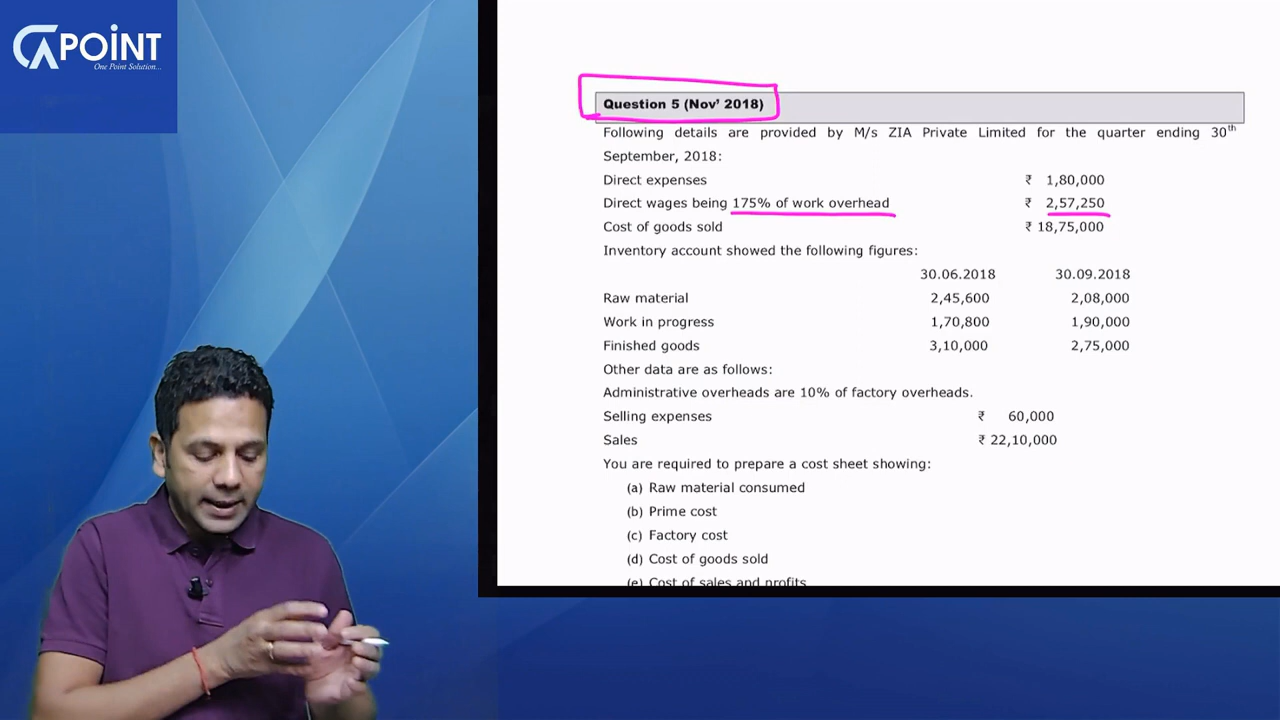 CAPOINT
One Point Solution...
Question 5 (Nov’ 2018)
Following details are provided by M/s ZIA Private Limited for the quarter ending 30th
September, 2018:
Direct expenses ₹ 1,80,000
Direct wages being 175% of work overhead ₹ 2,57,250
Cost of goods sold ₹ 18,75,000
Inventory account showed the following figures:
30.06.2018 30.09.2018
Raw material 2,45,600 2,08,000
Work in progress 1,70,800 1,90,000
Finished goods 3,10,000 2,75,000
Other data are as follows:
Administrative overheads are 10% of factory overheads.
Selling expenses ₹ 60,000
Sales ₹ 22,10,000
You are required to prepare a cost sheet showing:
(a) Raw material consumed
(b) Prime cost
(c) Factory cost
(d) Cost of goods sold
(e) Cost of sales and profits